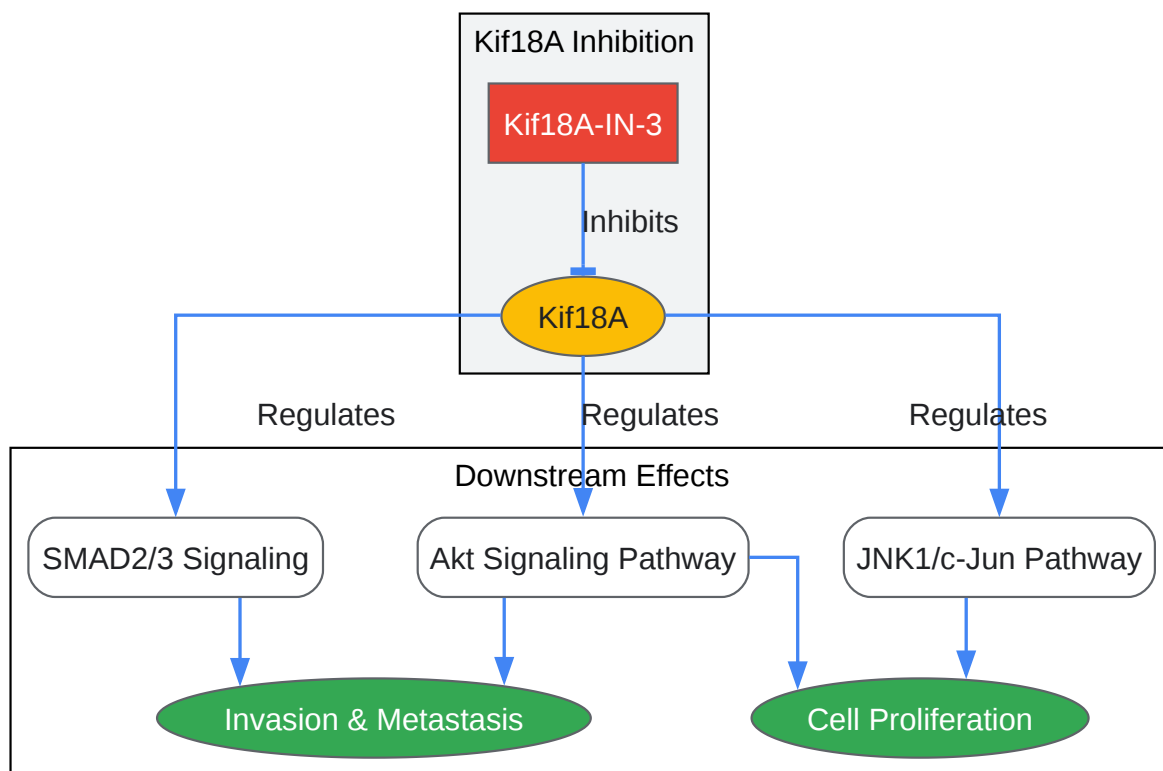 Kif18A Inhibition
Kif18A-IN-3
Inhibits
Kif18A
Regulates
Regulates
Regulates
Downstream Effects
SMAD2/3 Signaling
Akt Signaling Pathway
JNK1/c-Jun Pathway
Invasion & Metastasis
Cell Proliferation